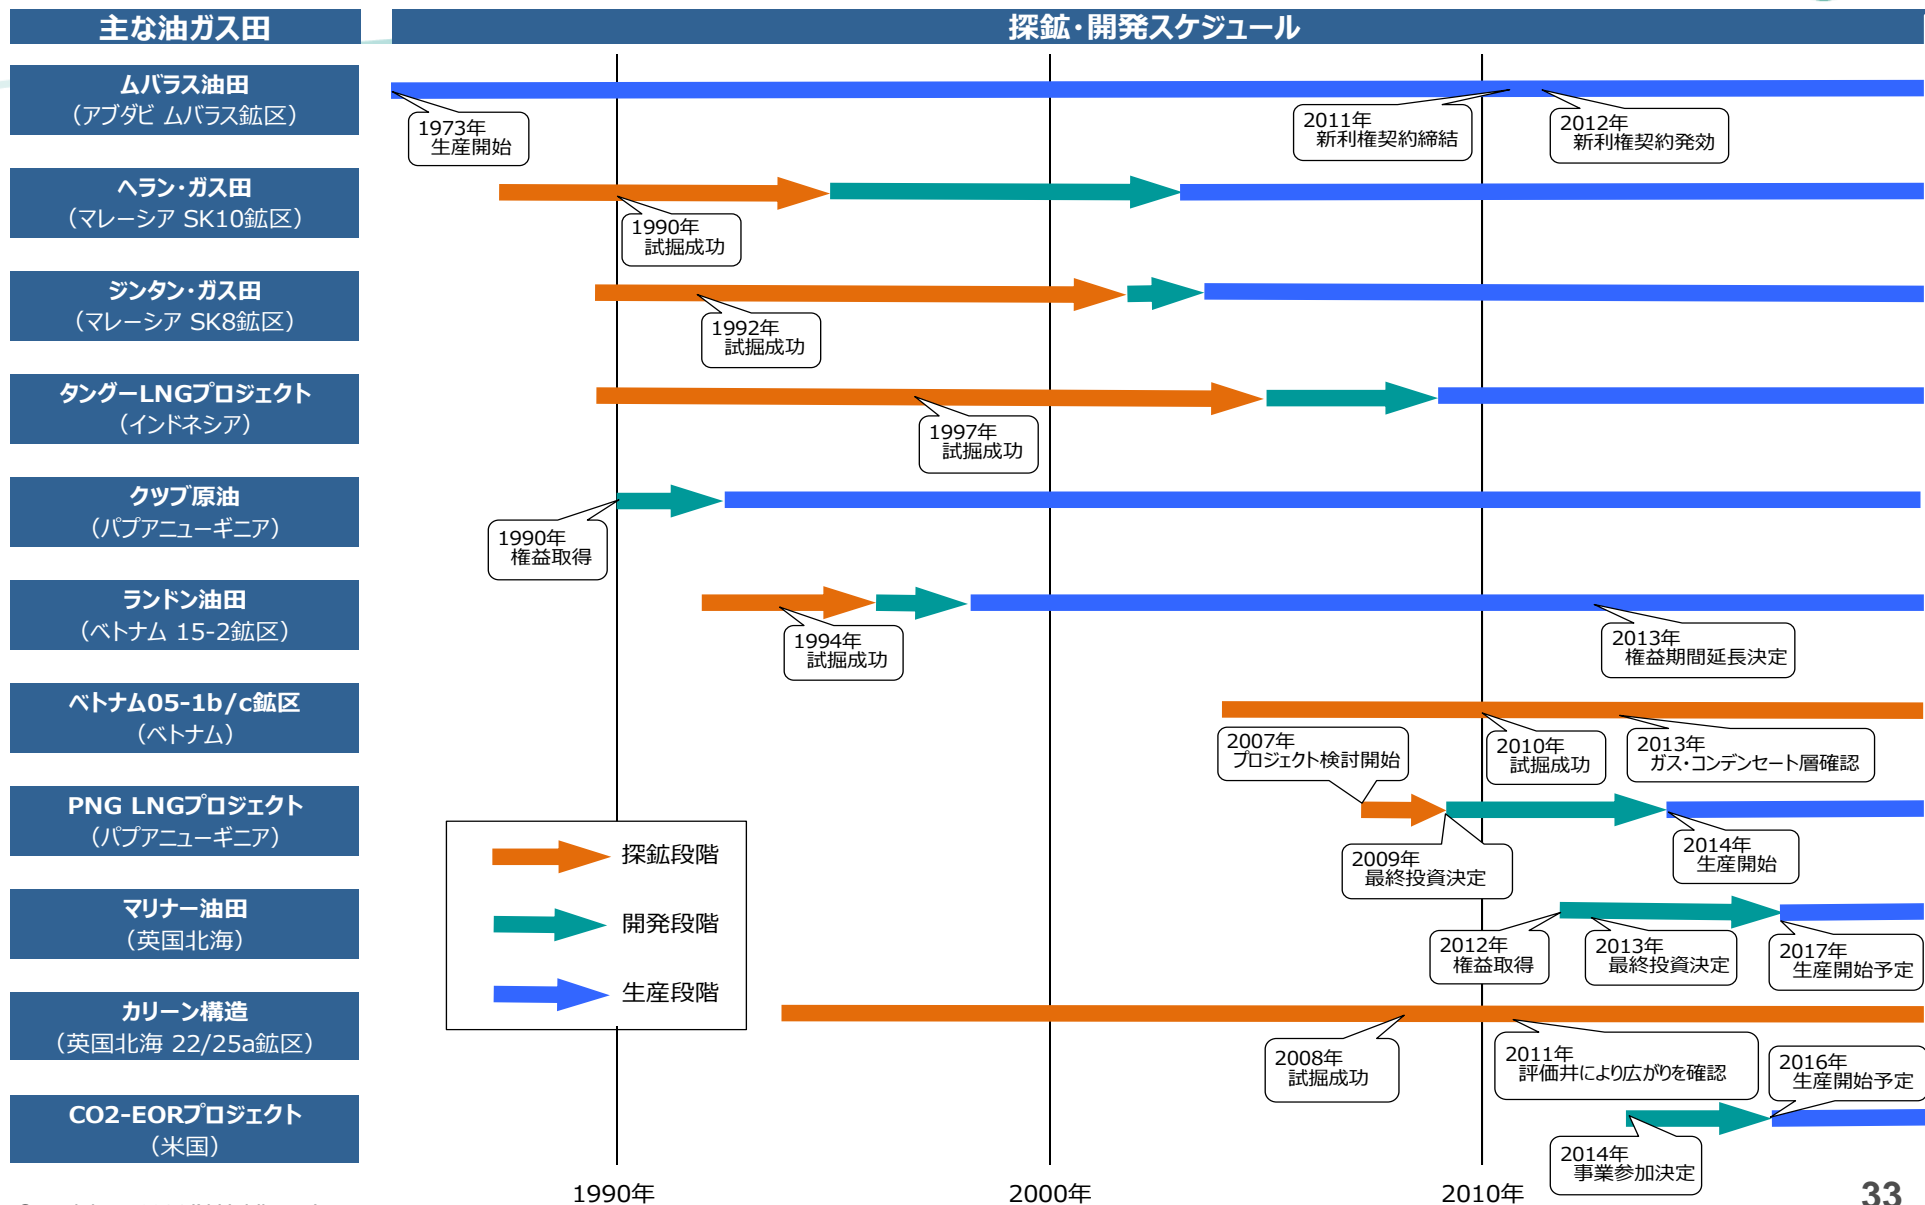 主な油ガス田
探鉱・開発スケジュール
ムバラス油田
（アブダビ ムバラス鉱区）
1973年
生産開始
2011年
新利権契約締結
2012年
新利権契約発効
ヘラン・ガス田
（マレーシア SK10鉱区）
1990年
試掘成功
ジンタン・ガス田
（マレーシア SK8鉱区）
1992年
試掘成功
タングーLNGプロジェクト
（インドネシア）
1997年
試掘成功
クツブ原油
（パプアニューギニア）
1990年
権益取得
ランドン油田
（ベトナム 15-2鉱区）
1994年
試掘成功
2013年
権益期間延長決定
ベトナム05-1b/c鉱区
（ベトナム）
2010年
試掘成功
2013年
ガス・コンデンセート層確認
PNG LNGプロジェクト
（パプアニューギニア）
2007年
プロジェクト検討開始
2009年
最終投資決定
2014年
生産開始
探鉱段階
開発段階
生産段階
マリナー油田
（英国北海）
2012年
権益取得
2013年
最終投資決定
2017年
生産開始予定
カリーン構造
（英国北海 22/25a鉱区）
2008年
試掘成功
2011年
評価井により広がりを確認
CO2-EORプロジェクト
（米国）
2014年
事業参加決定
2016年
生産開始予定
1990年
2000年
2010年
33